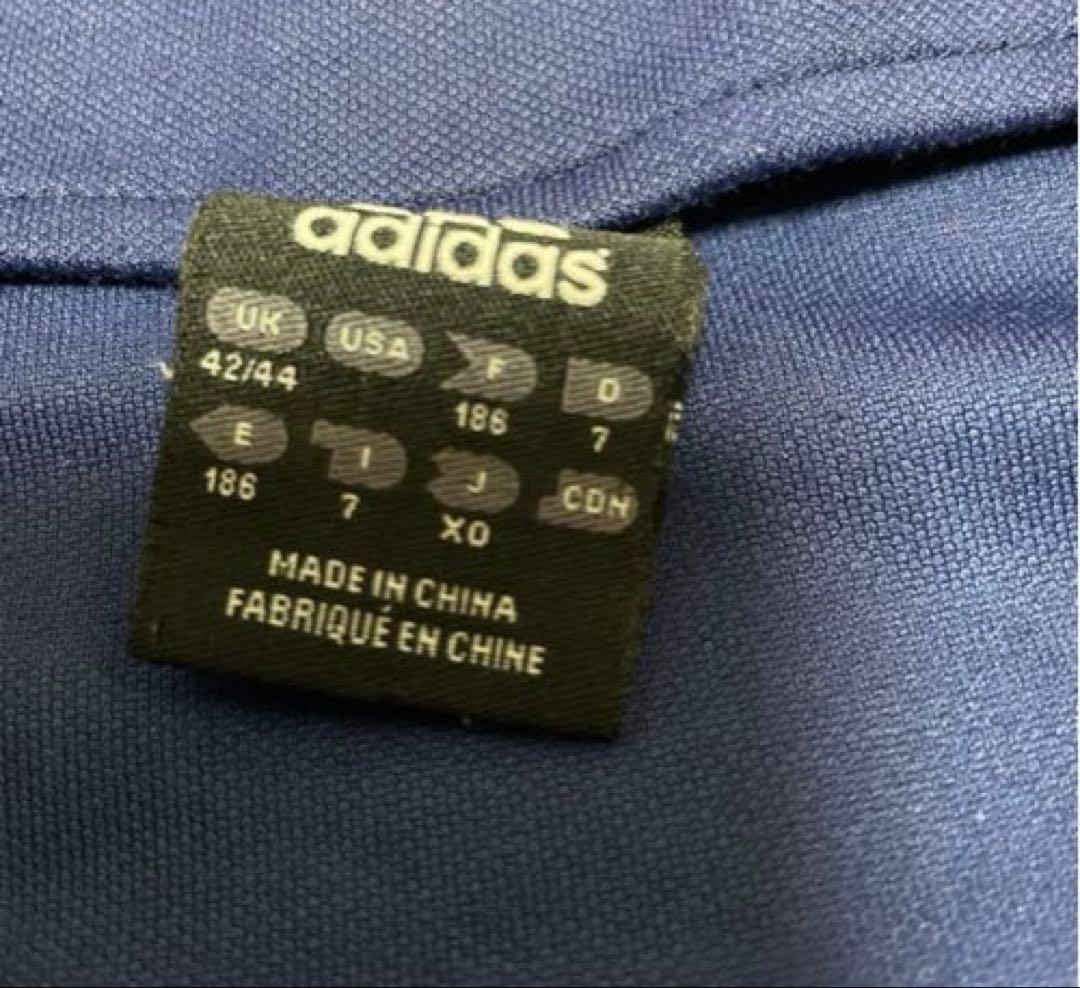 adidas
UK USA F D
42/44 186 7
E I J CDN
186 7 XO
MADE IN CHINA
FABRIQUÉ EN CHINE